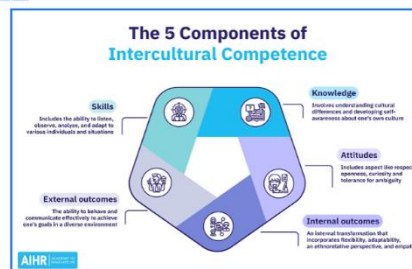 The 5 Components of
Intercultural Competence
Skills
Includes the ability to listen,
observe, analyze, and adapt to
various individuals and situations
Knowledge
Involves understanding cultural
differences and developing self-
awareness about one's own culture
Attitudes
Includes aspect like respect
openness, curiosity and
tolerance for ambiguity
External outcomes
The ability to behave and
communicate effectively to achieve
one's goals in a diverse environment
Internal outcomes
An internal transformation that
incorporates flexibility, adaptability,
an ethnorelative perspective, and
AIHR